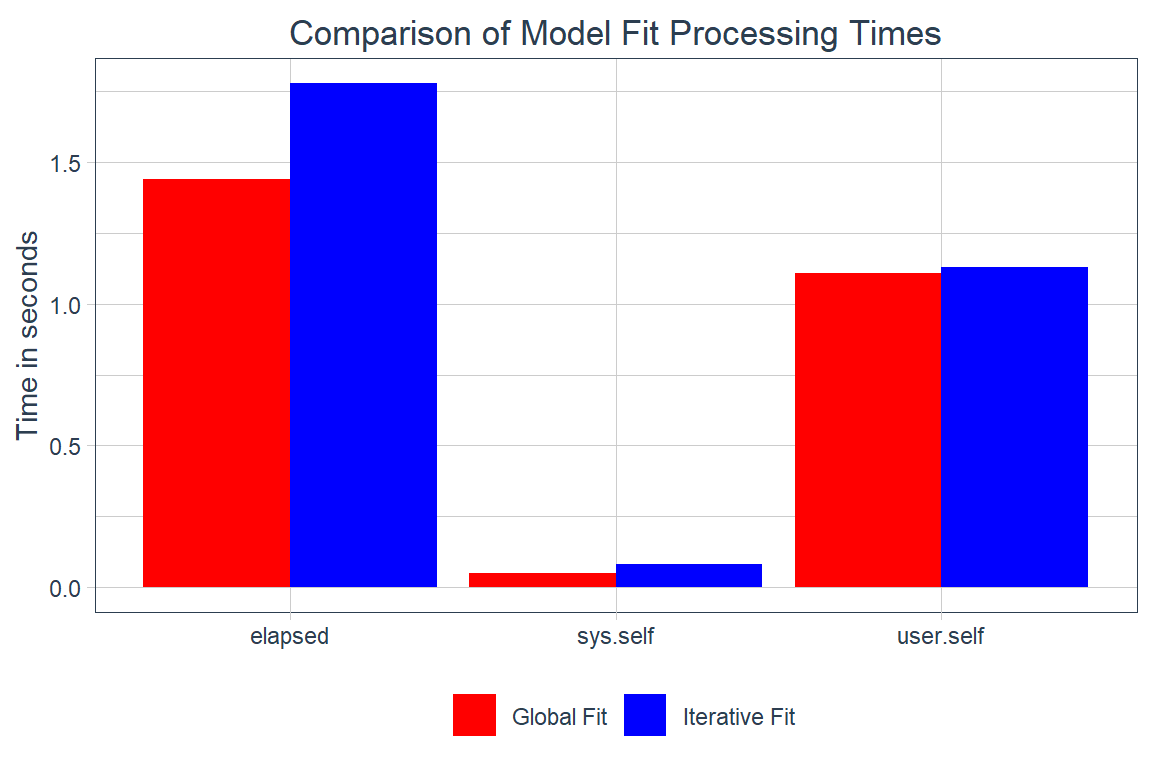 Comparison of Model Fit Processing Times
Time in seconds
1.5
1.0
0.5
0.0
elapsed sys.self user.self
Global Fit Iterative Fit